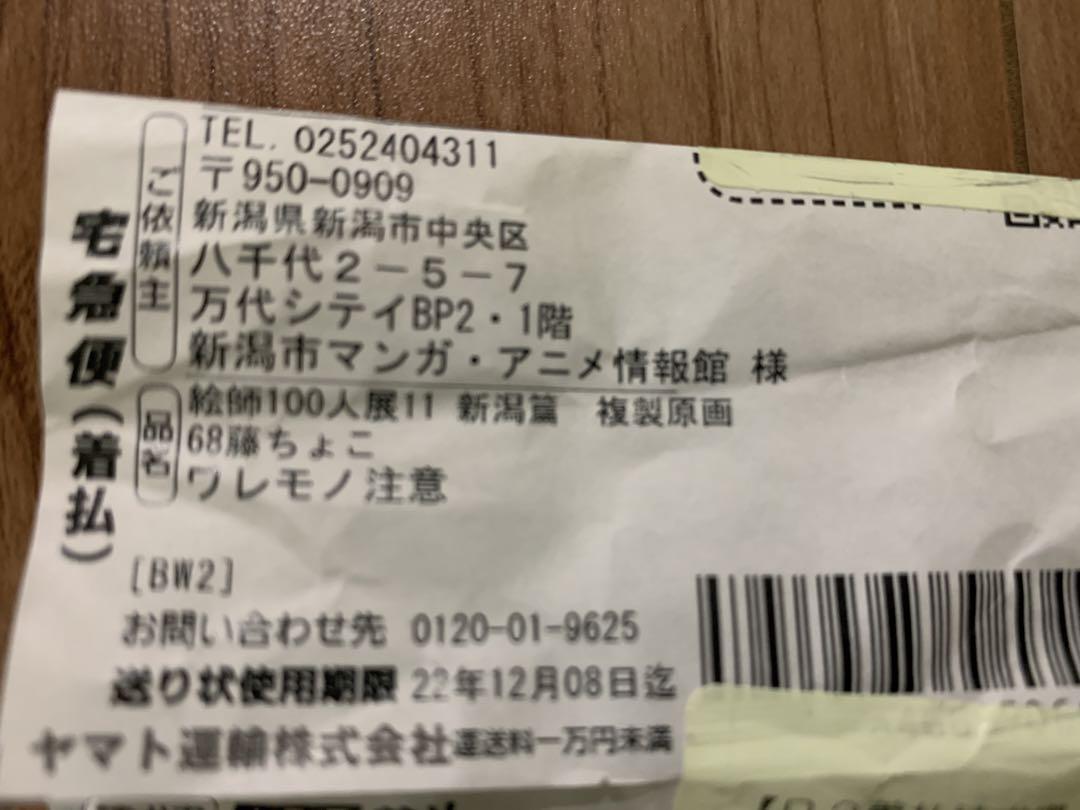 宅急便(着払)
ご依頼主
TEL. 0252404311
〒950-0909
新潟県新潟市中央区
八千代2-5-7
万代シテイBP2・1階
新潟市マンガ・アニメ情報館 様
品名
絵師100人展11 新潟篇 複製原画
68藤ちょこ
ワレモノ注意
[BW2]
お問い合わせ先 0120-01-9625
送り状使用期限 22年12月08日迄
ヤマト運輸株式会社運送料一万円未満